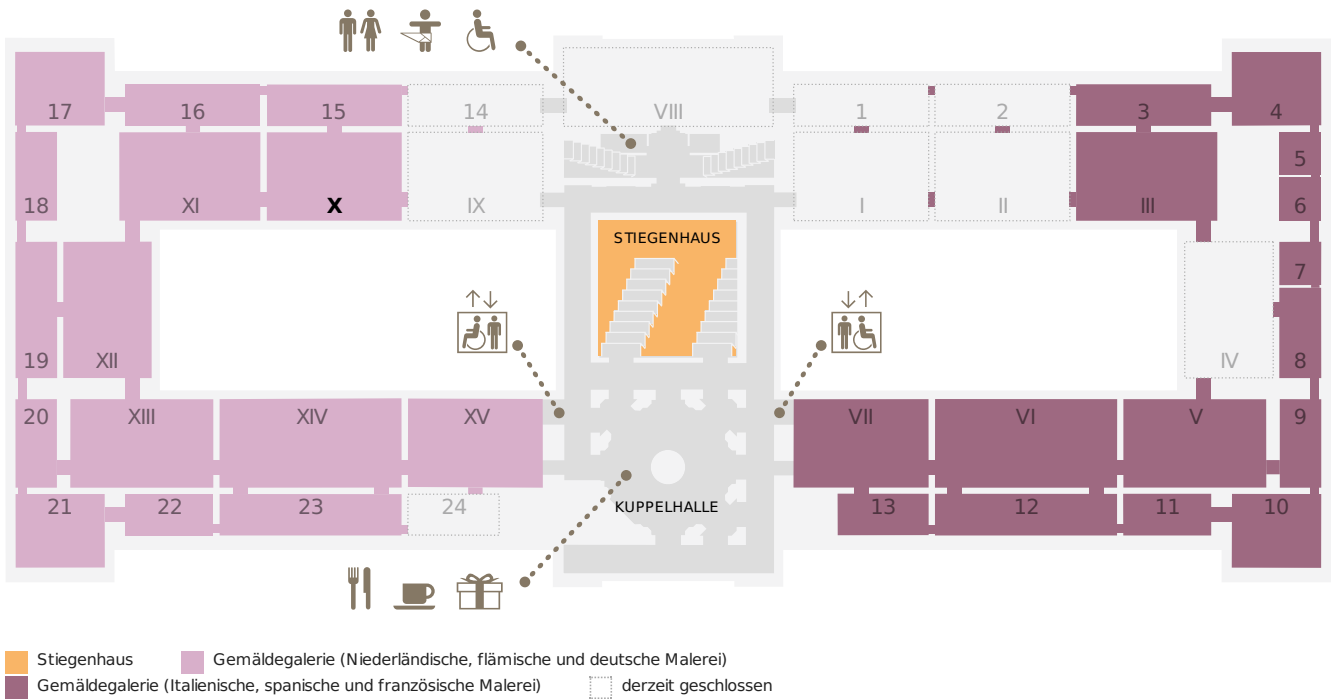 17
16
15
14
VIII
1
2
3
4
5
18
XI
X
IX
I
II
III
6
STIEGENHAUS
7
19
XII
IV
8
20
XIII
XIV
XV
VII
VI
V
9
21
22
23
24
KUPPELHALLE
13
12
11
10
Stiegenhaus
Gemäldegalerie (Niederländische, flämische und deutsche Malerei)
Gemäldegalerie (Italienische, spanische und französische Malerei)
derzeit geschlossen